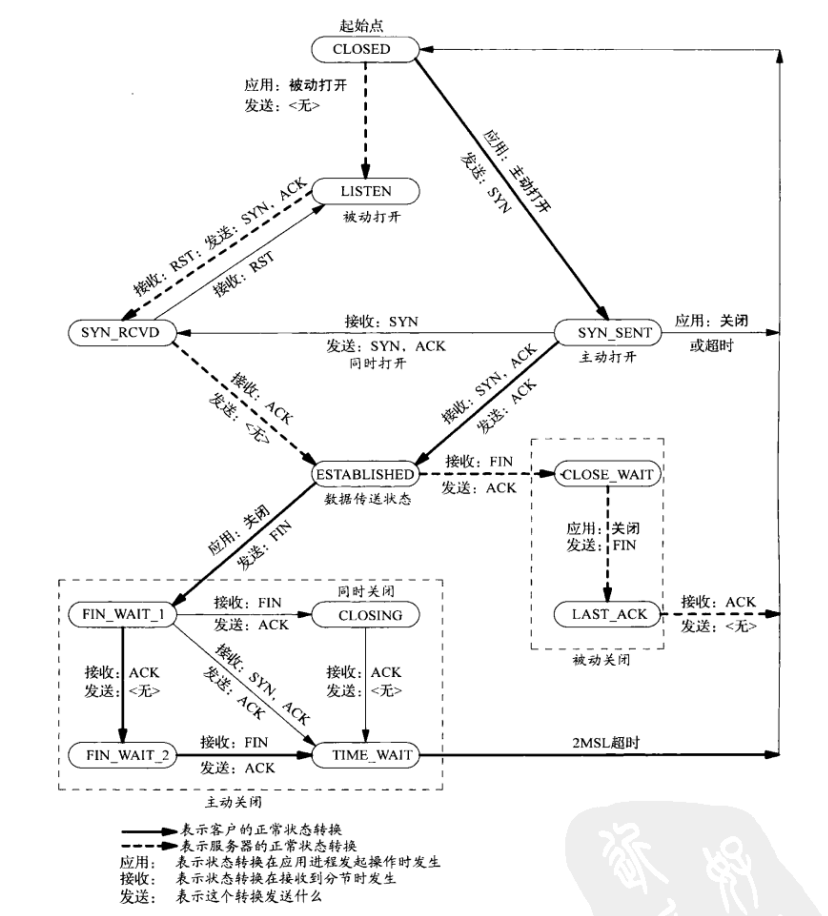 起始点
CLOSED
应用：被动打开
发送：<无>
应用：主动打开
发送：SYN
LISTEN
被动打开
接收：RST：发送：SYN，ACK
接收：RST
SYN_RCVD
接收：SYN
发送：SYN，ACK
同时打开
SYN_SENT
主动打开
应用：关闭
或超时
接收：ACK
发送：<无>
接收：SYN，ACK
发送：ACK
ESTABLISHED
数据传送状态
接收：FIN
发送：ACK
CLOSE_WAIT
应用：关闭
发送：FIN
应用：关闭
发送：FIN
LAST_ACK
接收：ACK
发送：<无>
被动关闭
同时关闭
FIN_WAIT_1
接收：FIN
发送：ACK
CLOSING
接收：ACK
发送：<无>
接收：SYN，ACK
发送：ACK
接收：ACK
发送：<无>
FIN_WAIT_2
接收：FIN
发送：ACK
TIME_WAIT
2MSL超时
主动关闭
表示客户的正常状态转换
表示服务器的正常状态转换
应用： 表示状态转换在应用进程发起操作时发生
接收： 表示状态转换在接收到分节时发生
发送： 表示这个转换发送什么